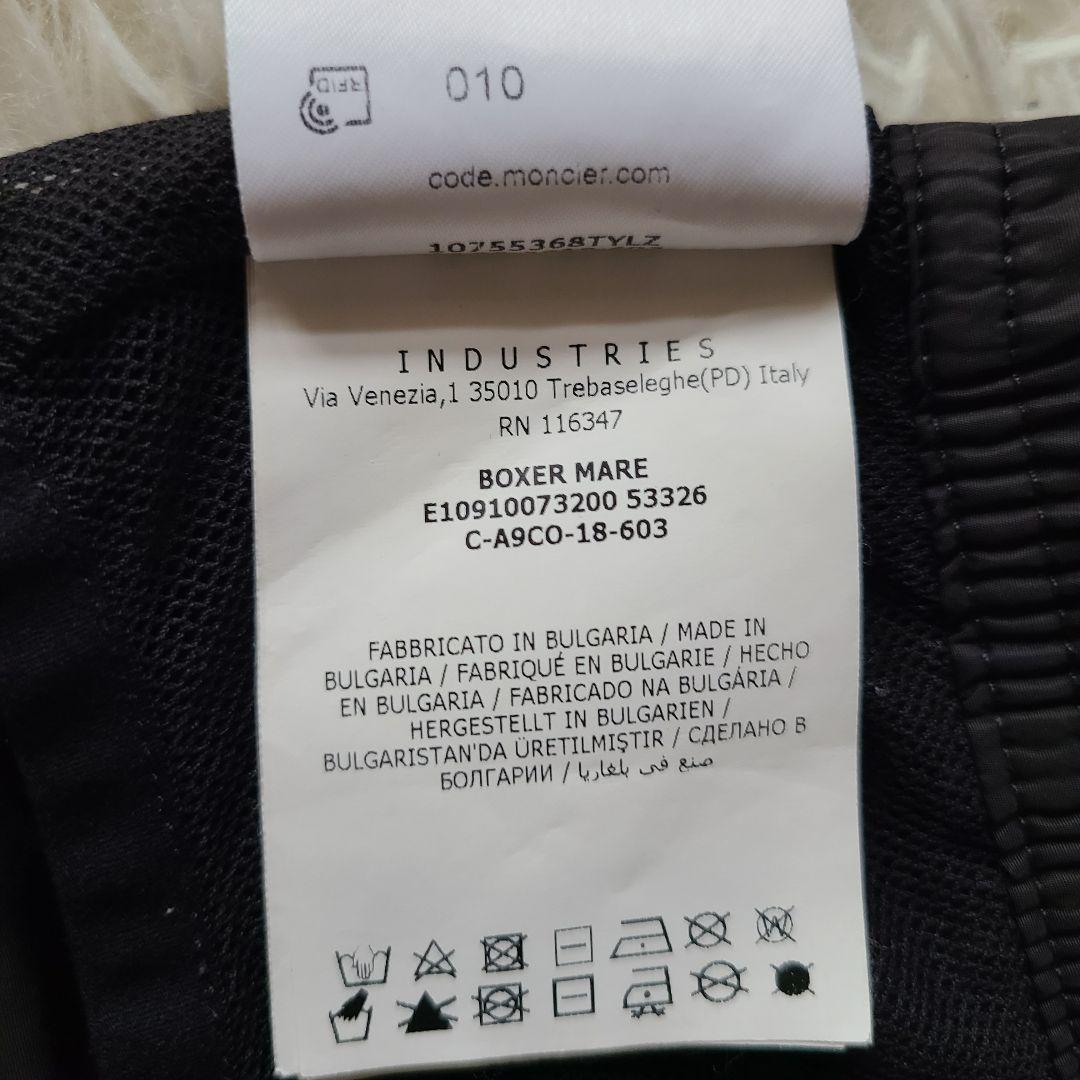 RFID
010
code.moncler.com
10755368TYLZ
INDUSTRIES
Via Venezia,1 35010 Trebaseleghe(PD) Italy
RN 116347
BOXER MARE
E10910073200 53326
C-A9CO-18-603
FABBRICATO IN BULGARIA / MADE IN
BULGARIA / FABRIQUÉ EN BULGARIE / HECHO
EN BULGARIA / FABRICADO NA BULGÁRIA /
HERGESTELLT IN BULGARIEN /
BULGARISTAN'DA ÜRETILMIŞTIR / СДЕЛАНО В
БОЛГАРИИ / صنع في بلغاريا
W